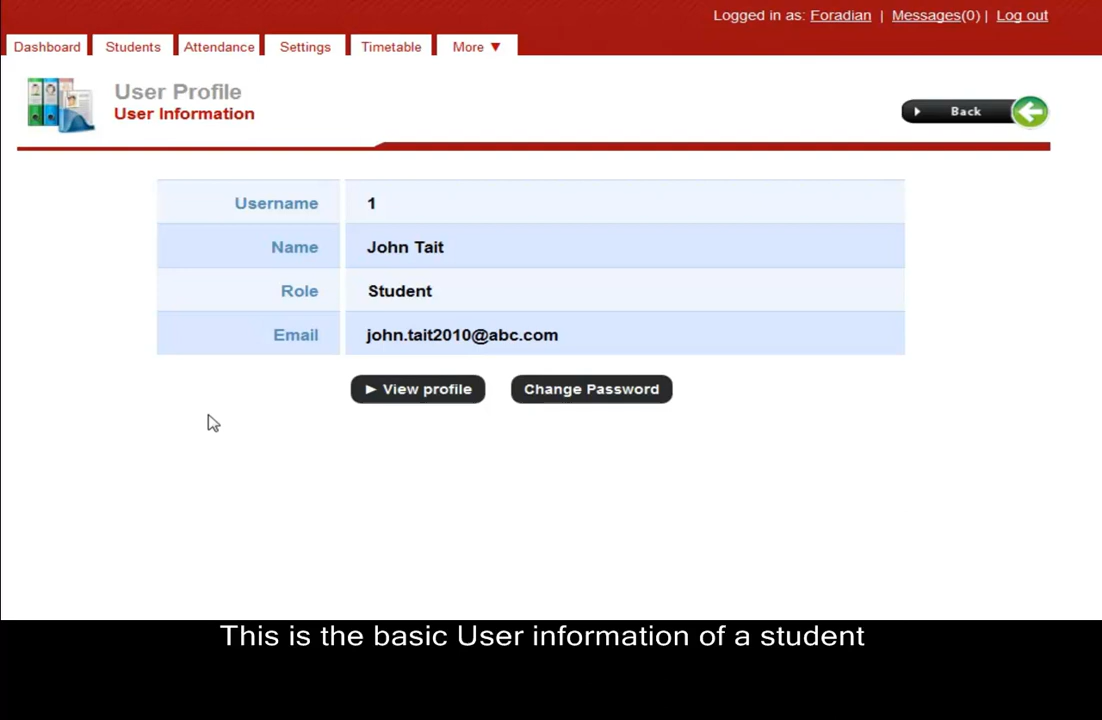 Logged in as: Foradian | Messages(0) | Log out
Dashboard Students Attendance Settings Timetable More ▼
User Profile
User Information
Back
Username 1
Name John Tait
Role Student
Email john.tait2010@abc.com
► View profile Change Password
This is the basic User information of a student